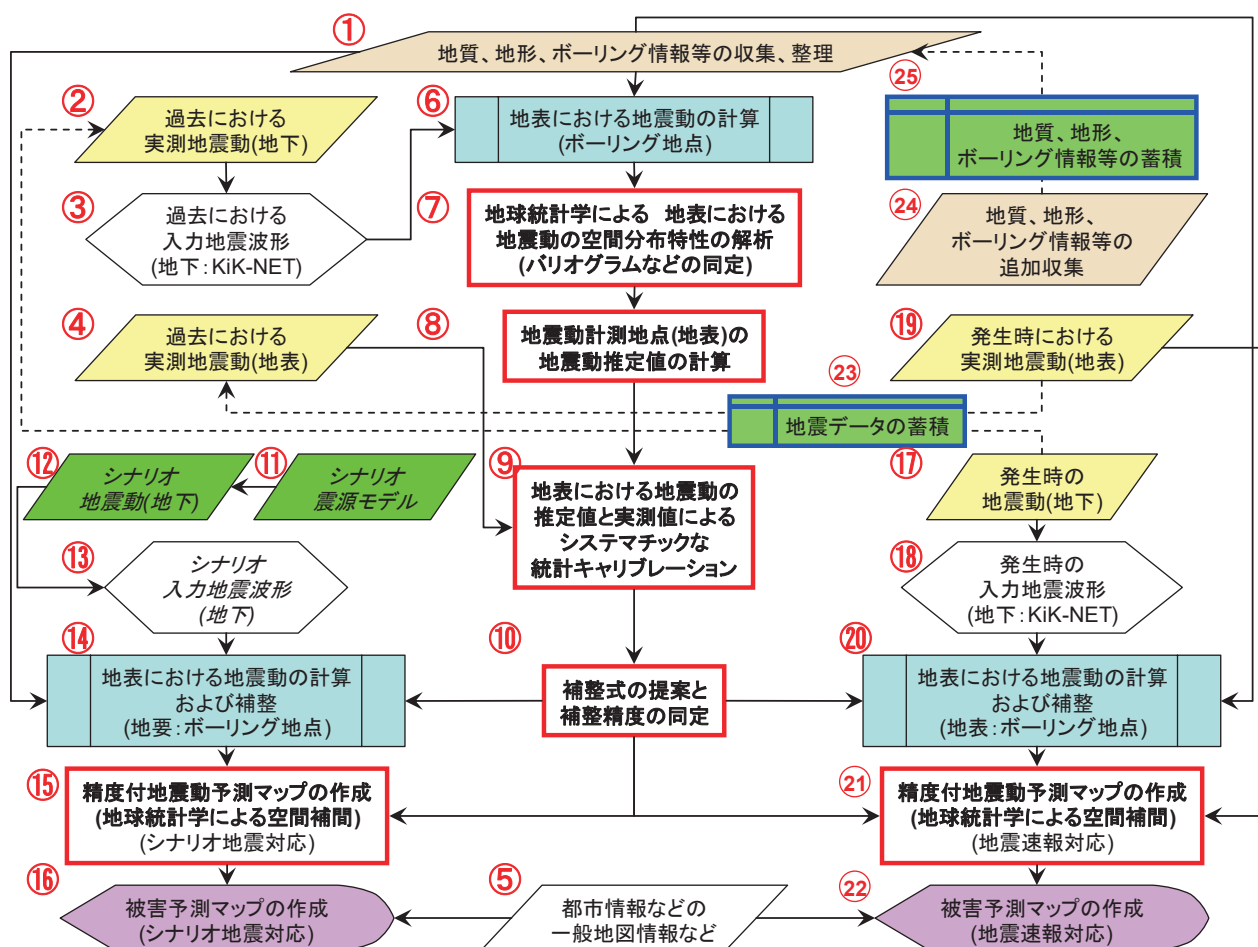 ①
地質、地形、ボーリング情報等の収集、整理
②
過去における
実測地震動(地下)
③
過去における
入力地震波形
(地下：KiK-NET)
④
過去における
実測地震動(地表)
⑥
地表における地震動の計算
(ボーリング地点)
⑦
地球統計学による 地表における
地震動の空間分布特性の解析
(バリオグラムなどの同定)
⑧
地震動計測地点(地表)の
地震動推定値の計算
㉕
地質、地形、
ボーリング情報等の蓄積
㉔
地質、地形、
ボーリング情報等の
追加収集
⑲
発生時における
実測地震動(地表)
㉓
地震データの蓄積
⑫
シナリオ
地震動(地下)
⑪
シナリオ
震源モデル
⑨
地表における地震動の
推定値と実測値による
システマチックな
統計キャリブレーション
⑰
発生時の
地震動(地下)
⑬
シナリオ
入力地震波形
(地下)
⑱
発生時の
入力地震波形
(地下：KiK-NET)
⑭
地表における地震動の計算
および補整
(地要：ボーリング地点)
⑩
補整式の提案と
補整精度の同定
⑳
地表における地震動の計算
および補整
(地表：ボーリング地点)
⑮
精度付地震動予測マップの作成
(地球統計学による空間補間)
(シナリオ地震対応)
㉑
精度付地震動予測マップの作成
(地球統計学による空間補間)
(地震速報対応)
⑯
被害予測マップの作成
(シナリオ地震対応)
⑤
都市情報などの
一般地図情報など
㉒
被害予測マップの作成
(地震速報対応)